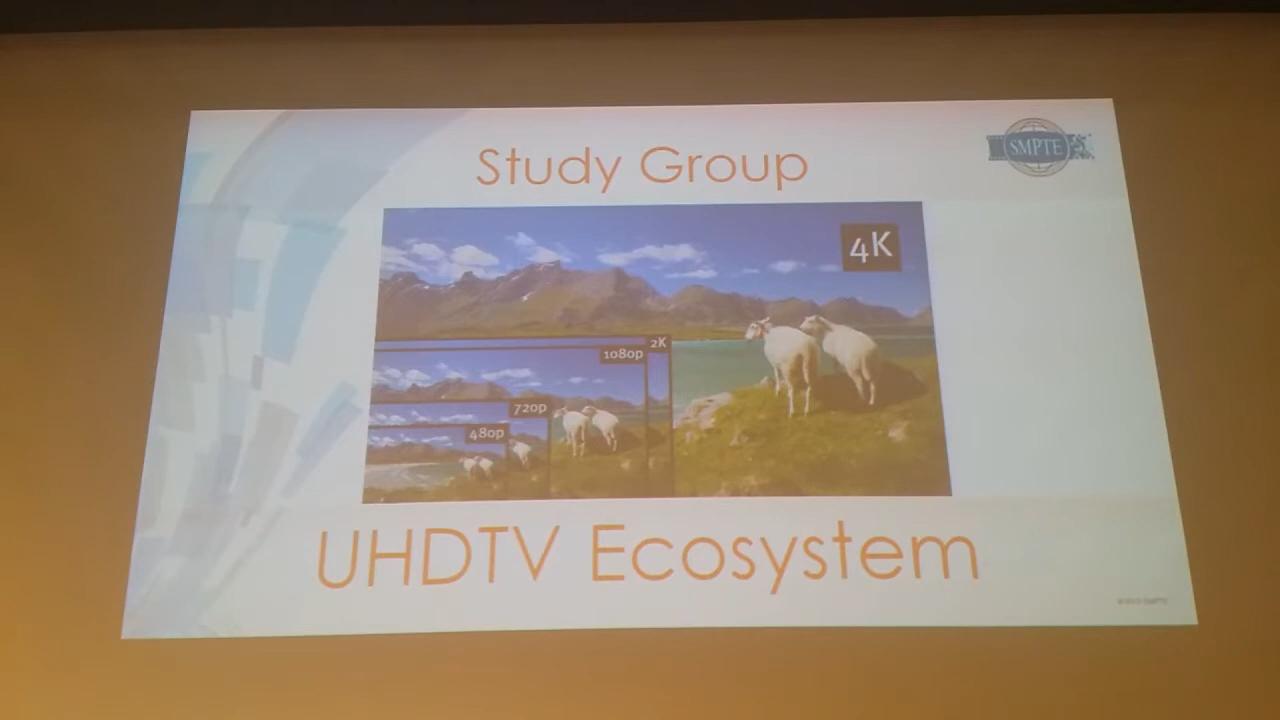 Study Group
SMPTE
4K
2K
1080p
720p
480p
UHDTV Ecosystem